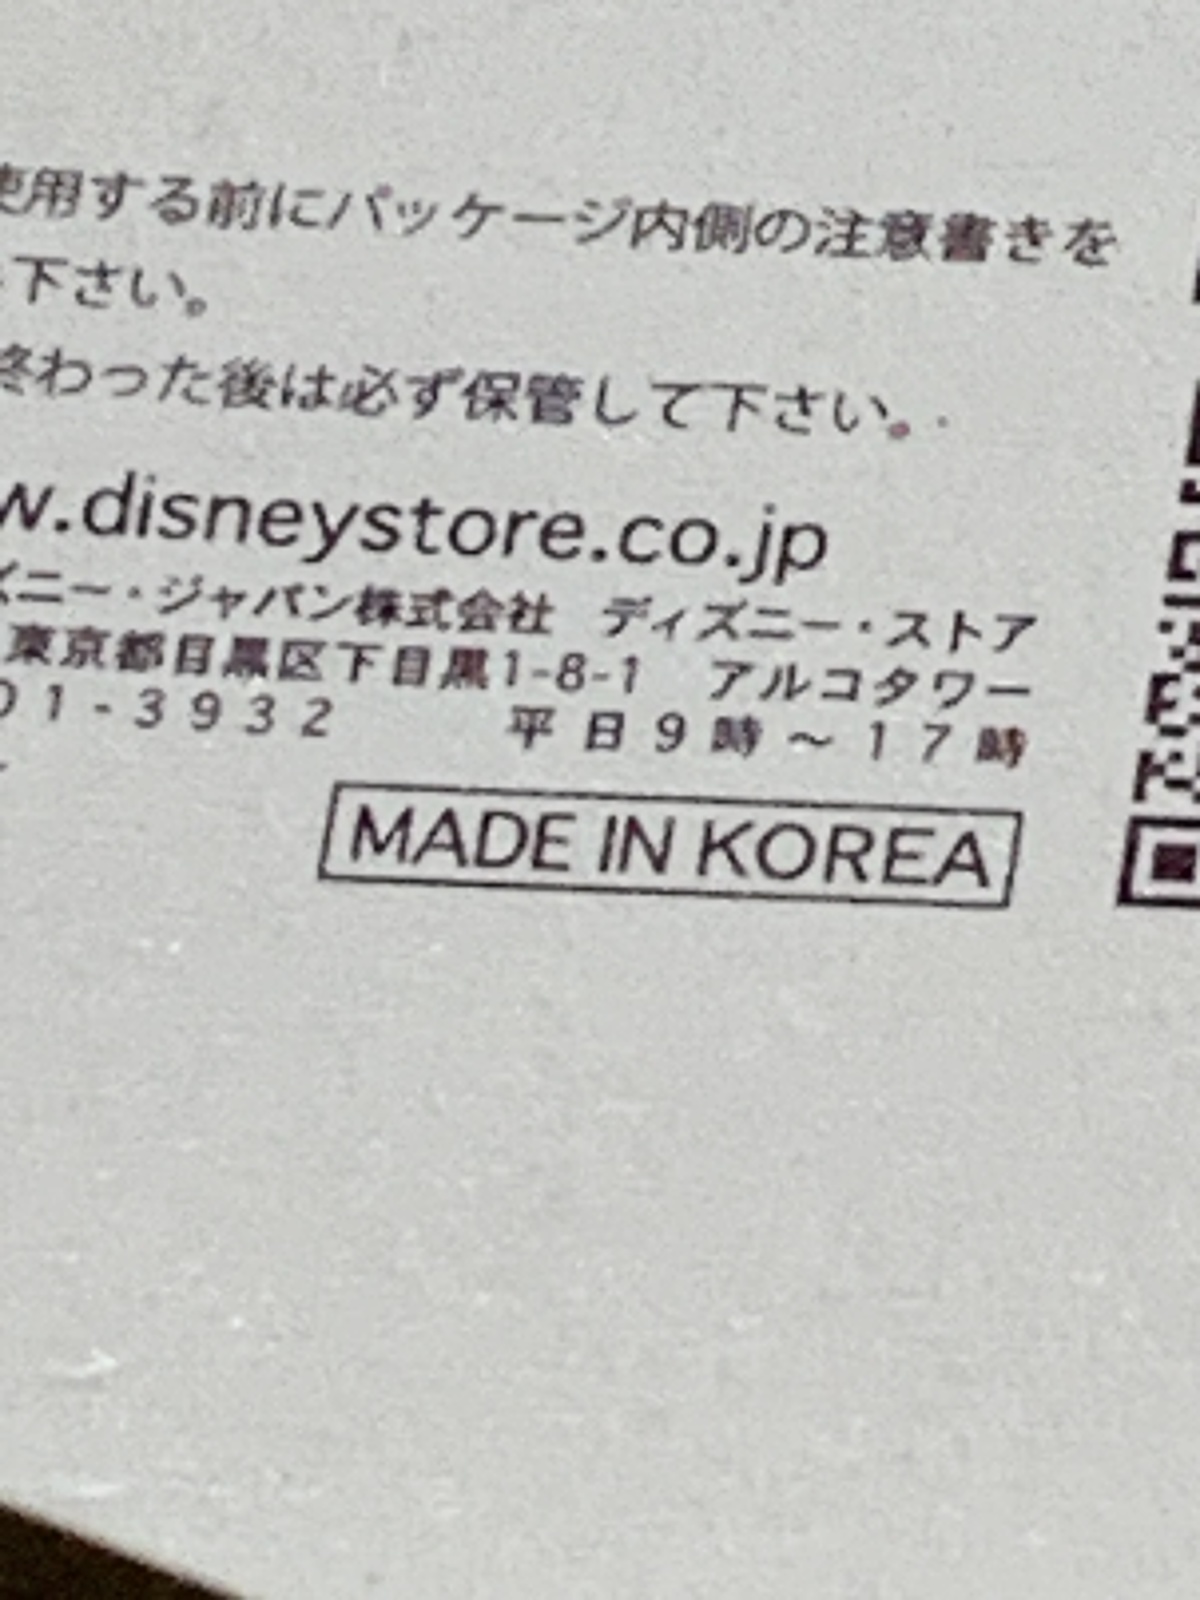 使用する前にパッケージ内側の注意書きを
下さい。
終わった後は必ず保管して下さい。
w.disneystore.co.jp
ズニー・ジャパン株式会社 ディズニー・ストア
東京都目黒区下目黒1-8-1 アルコタワー
01-3932 平日9時～17時
MADE IN KOREA